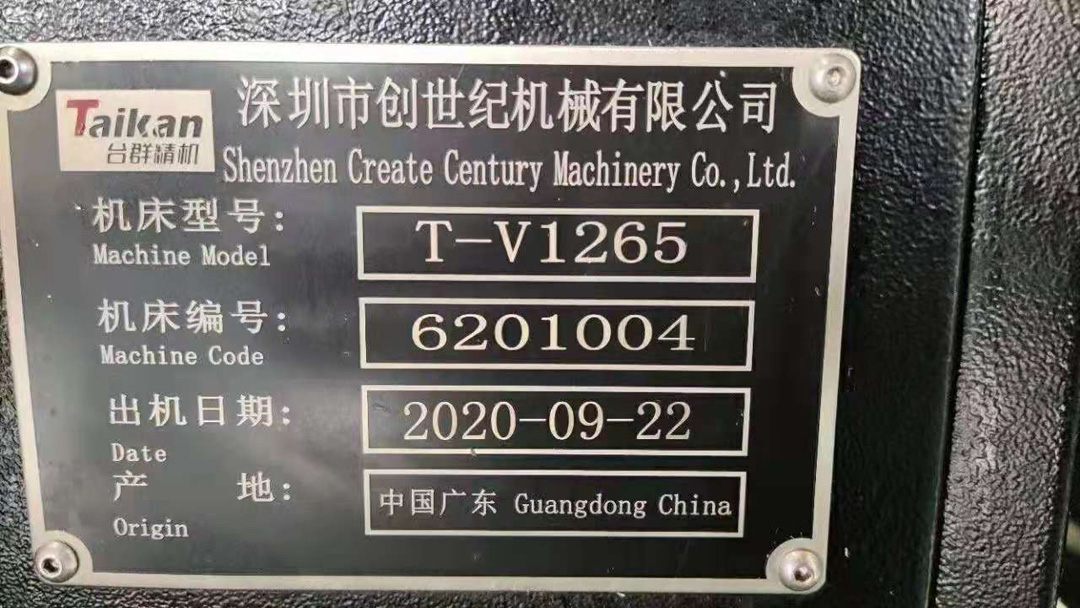 Taikan
台群精机
深圳市创世纪机械有限公司
Shenzhen Create Century Machinery Co.,Ltd.
机床型号: T-V1265
Machine Model
机床编号: 6201004
Machine Code
出机日期: 2020-09-22
Date
产 地: 中国广东 Guangdong China
Origin